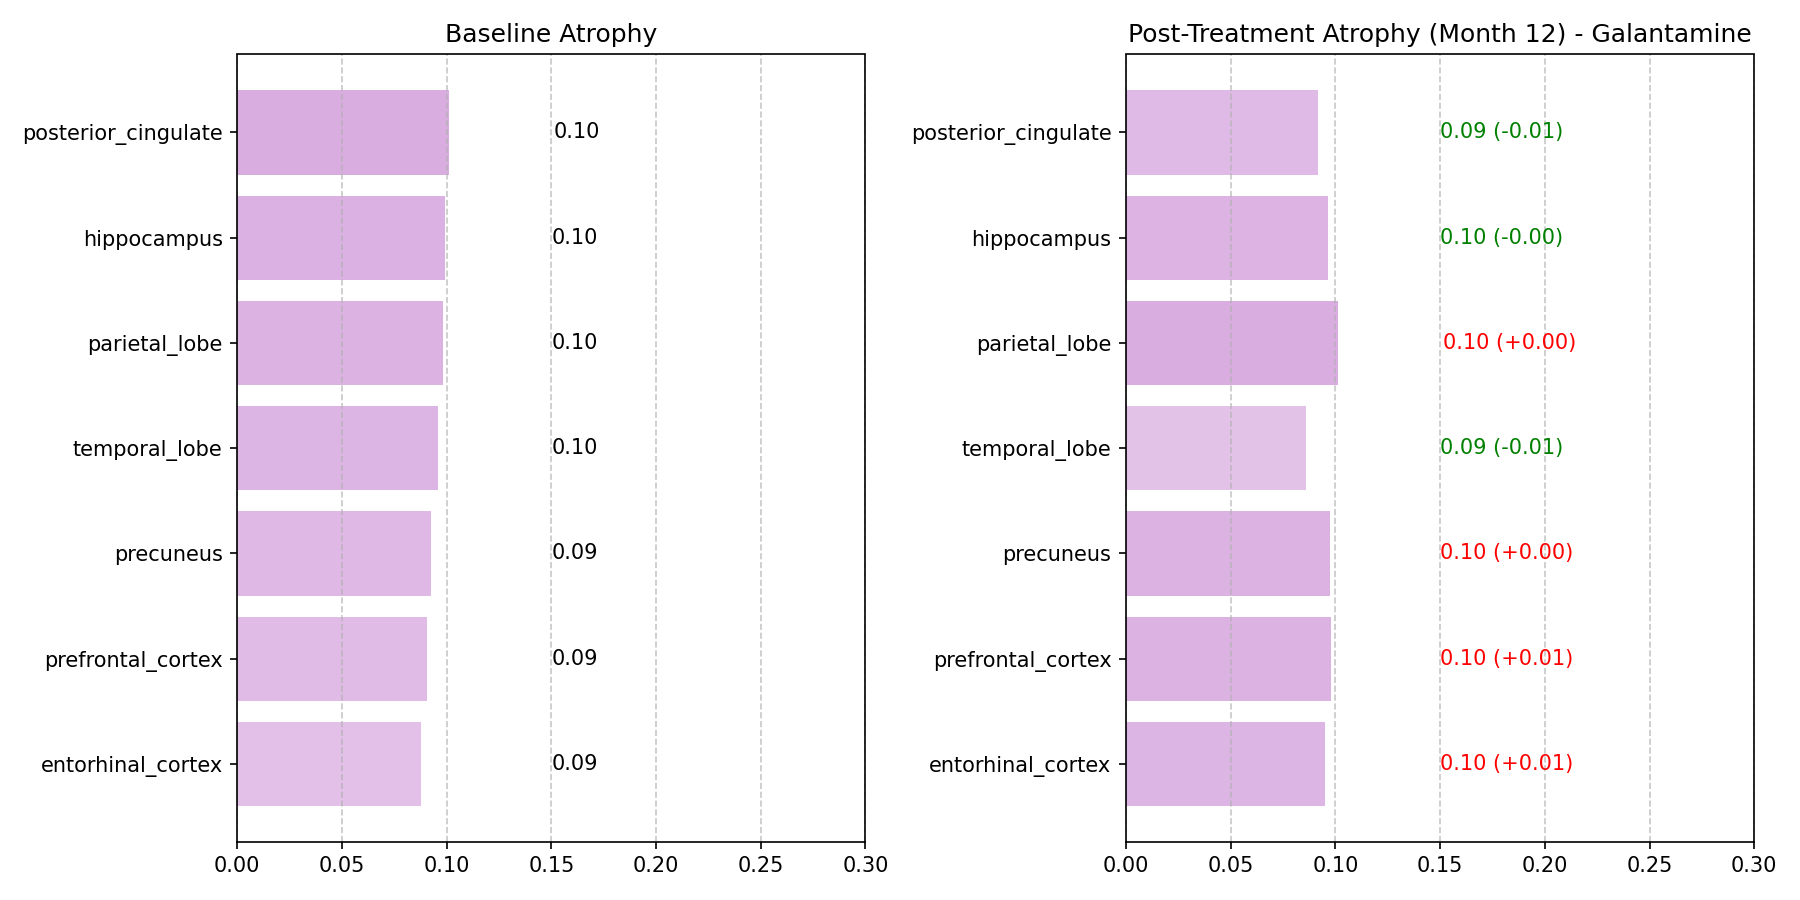 Baseline Atrophy
posterior_cingulate 0.10
hippocampus 0.10
parietal_lobe 0.10
temporal_lobe 0.10
precuneus 0.09
prefrontal_cortex 0.09
entorhinal_cortex 0.09
0.00 0.05 0.10 0.15 0.20 0.25 0.30
Post-Treatment Atrophy (Month 12) - Galantamine
posterior_cingulate 0.09 (-0.01)
hippocampus 0.10 (-0.00)
parietal_lobe 0.10 (+0.00)
temporal_lobe 0.09 (-0.01)
precuneus 0.10 (+0.00)
prefrontal_cortex 0.10 (+0.01)
entorhinal_cortex 0.10 (+0.01)
0.00 0.05 0.10 0.15 0.20 0.25 0.30